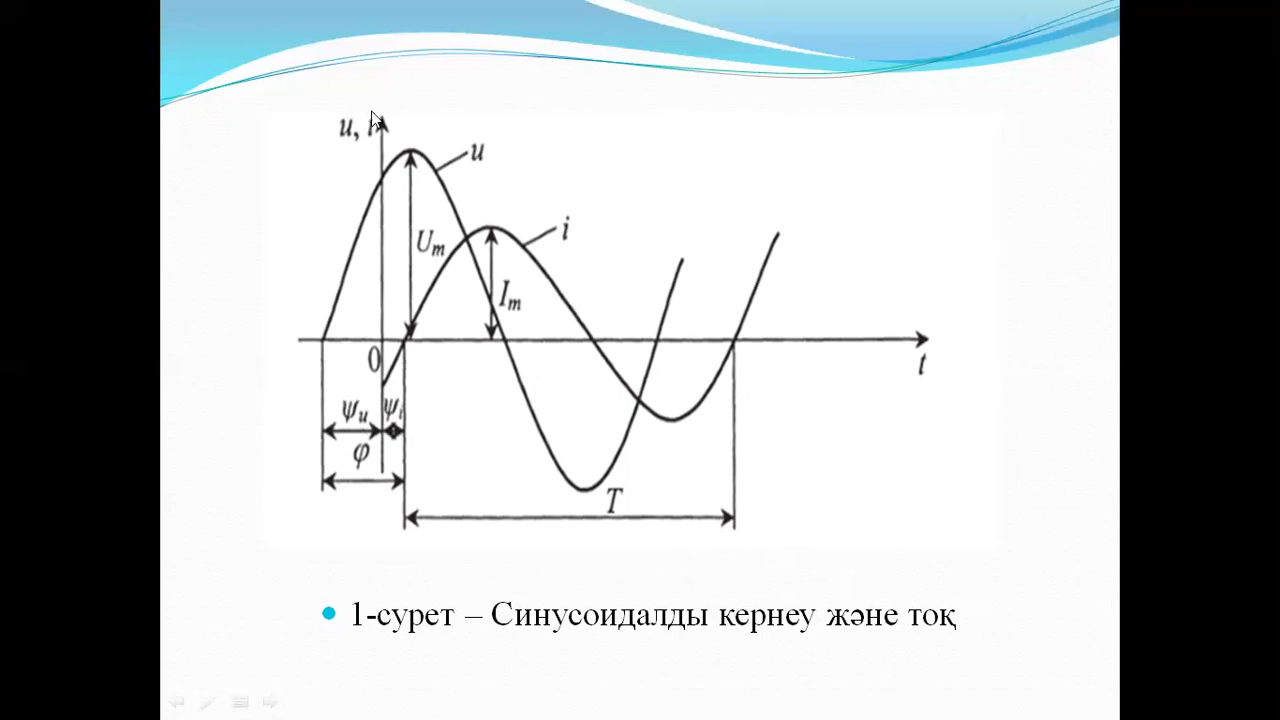 u,
u
i
Uₘ
Iₘ
0
t
ψᵤ ψᵢ
φ
T
1-сурет – Синусоидалды кернеу және тоқ